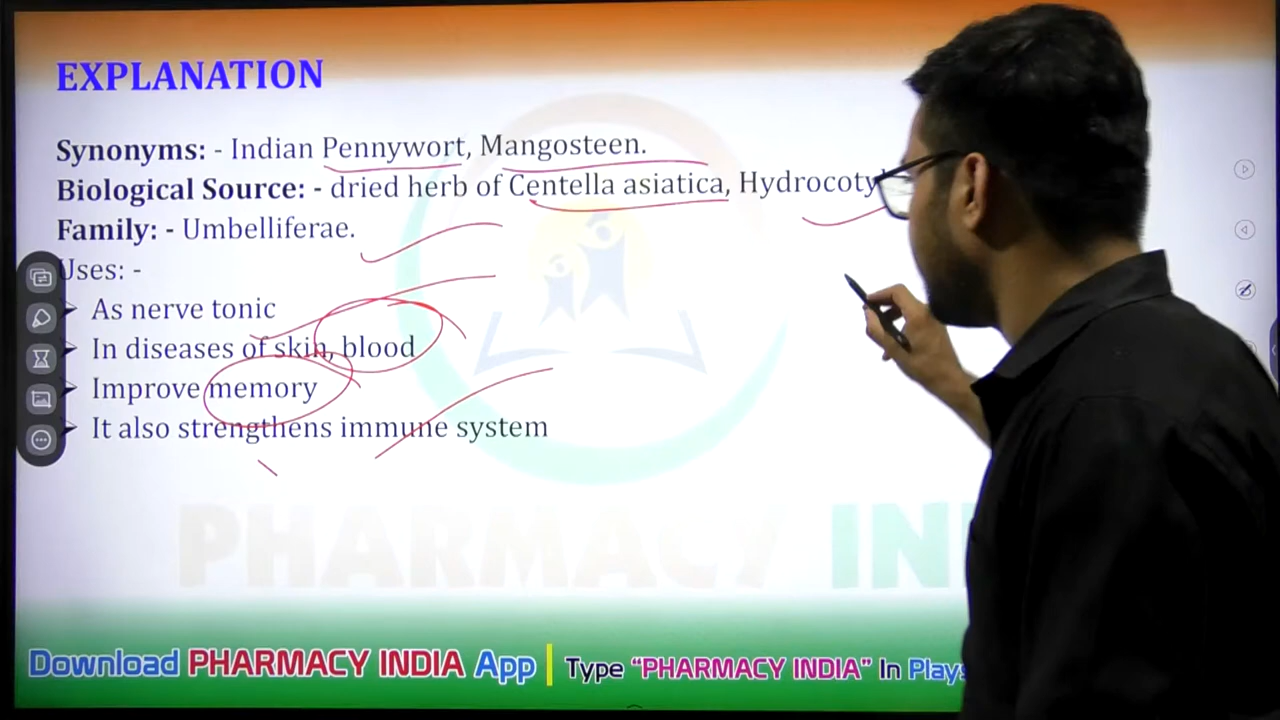 EXPLANATION
Synonyms: - Indian Pennywort, Mangosteen.
Biological Source: - dried herb of Centella asiatica, Hydrocoty
Family: - Umbelliferae.
Uses: -
➤ As nerve tonic
➤ In diseases of skin, blood
➤ Improve memory
➤ It also strengthens immune system
PHARMACY IN
Download PHARMACY INDIA App | Type “PHARMACY INDIA” In Plays